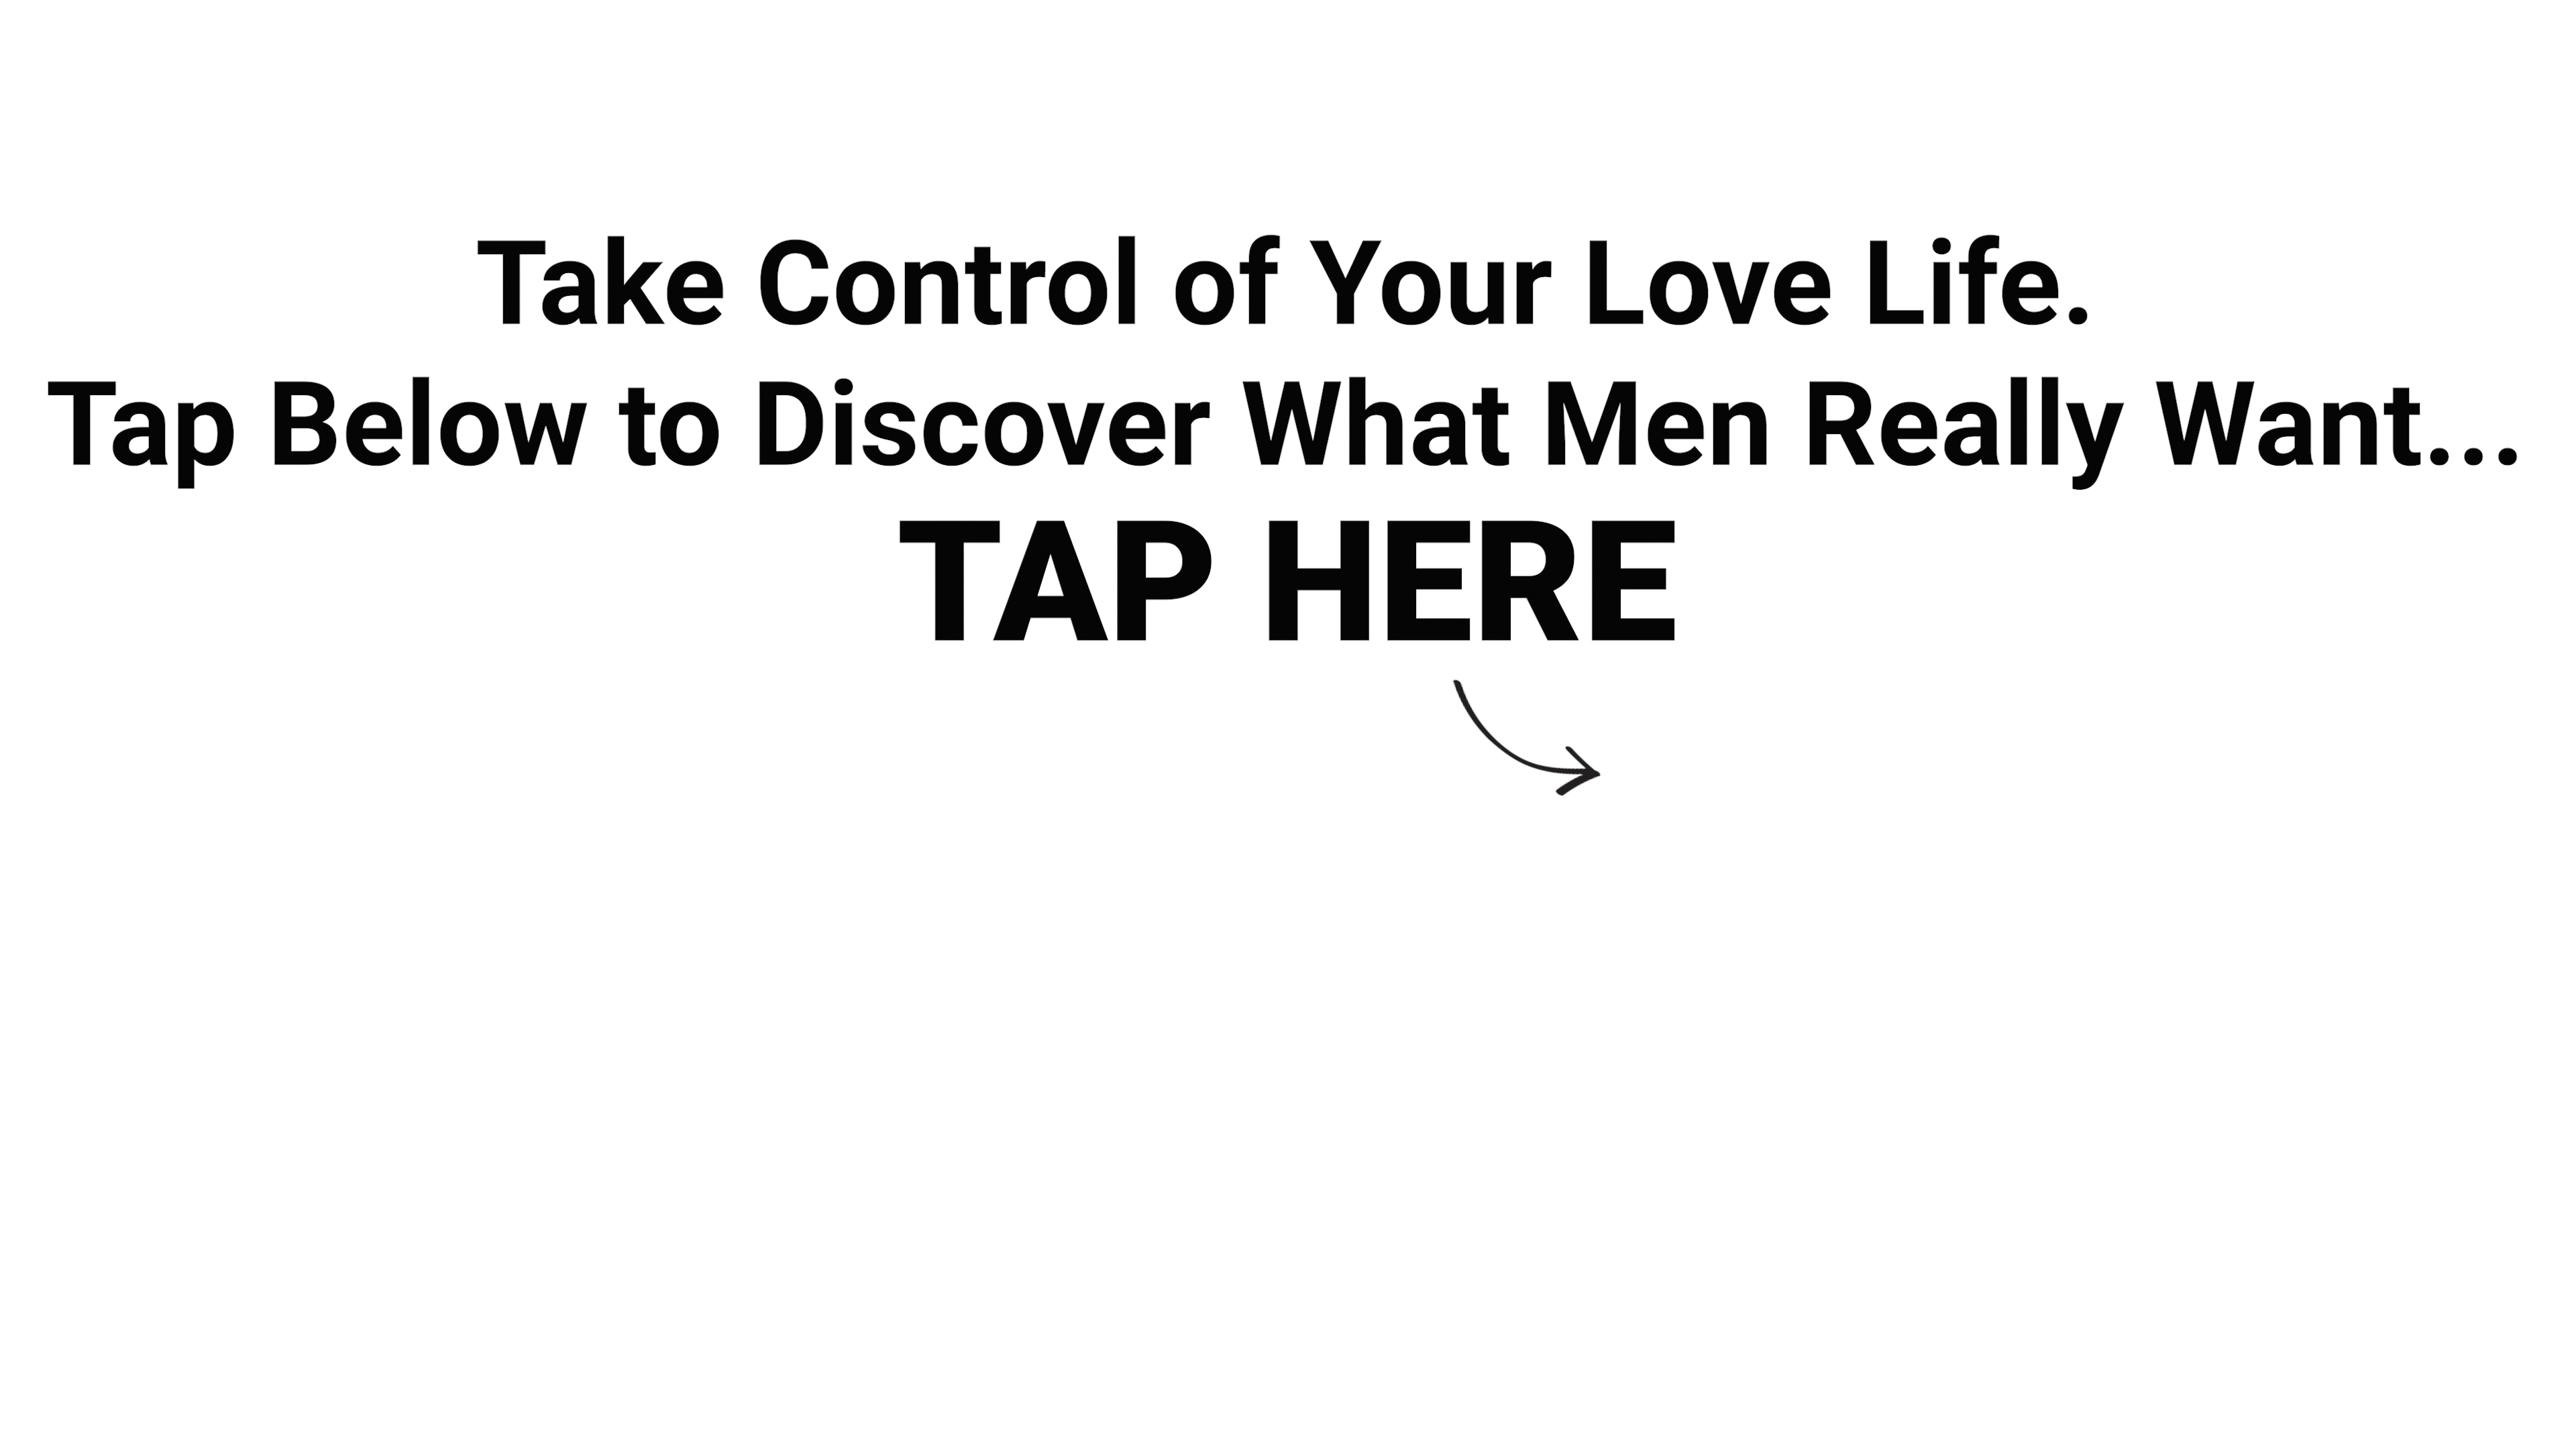 Take Control of Your Love Life.
Tap Below to Discover What Men Really Want...
TAP HERE